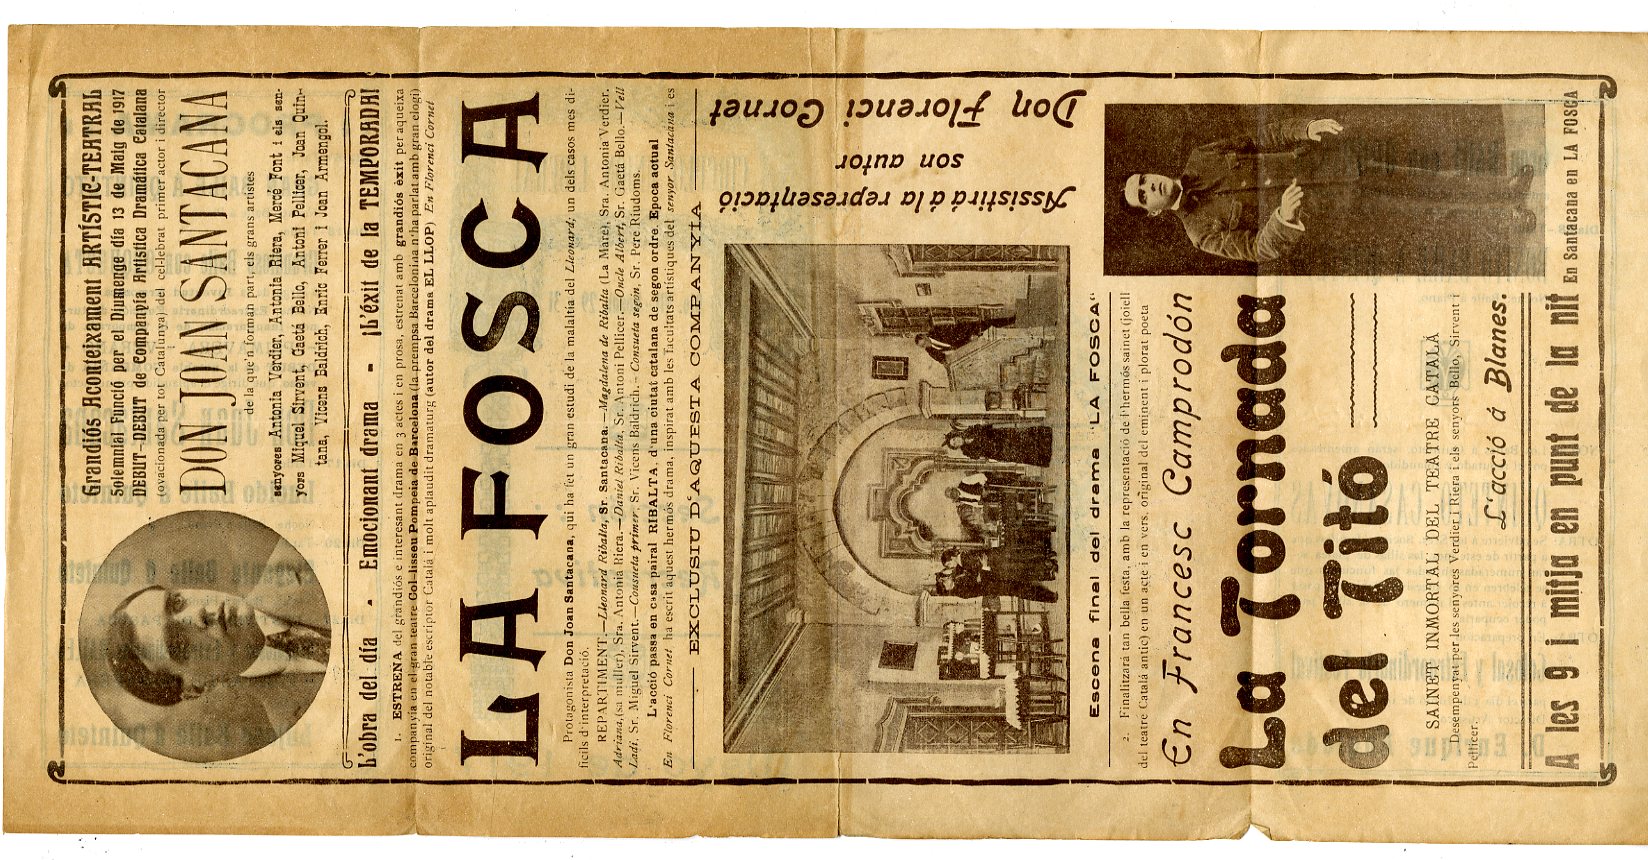 Grandiós Aconteixament ARTÍSTIC-TEATRAL
Solemnial Funció per el Diumenge día 13 de Maig de 1917
DEBUT-DEBUT de Companyía Artistica Dramática Catalana
(ovacionada per tot Catalunya) del cel-lebrat primer actor i director
DON JOAN SANTACANA
de la que'n forman part, els grans artistes
senyores Antonia Verdier, Antonia Riera, Mercé Font i els sen-
yors Miquel Sirvent, Gaetá Bello, Antoni Pellicer, Joan Quin-
tana, Vicens Baldrich, Enric Ferrer i Joan Armengol.
L'obra del día - Emocionant drama - ¡L'éxit de la TEMPORADA!
1. ESTRENA del grandiós e interesant drama en 3 actes i en prosa, estrenat amb grandiós èxit per aqueixa
companyía en el gran teatre Col-lisseu Pompeia de Barcelona (la prempsa Barcelonina n'ha parlat amb gran elogi)
original del notable escriptor Catalá i molt aplaudit dramaturg (autor del drama EL LLOP) En Florenci Cornet
LA FOSCA
Protagonista Don Joan Santacana, qui ha fet un gran estudi de la malaltia del Lleonard; un dels casos mes di-
ficils d'interpretació.
REPARTIMENT.—Lleonard Ribalta, Sr. Santacana.—Magdalena de Ribalta (La Mare), Sra. Antonia Verdier.
Adriana,(sa muller), Sra. Antonia Riera.—Daniel Ribalta, Sr. Antoni Pellicer.—Oncle Albert, Sr. Gaetá Bello.—Vell
Ladi, Sr. Miguel Sirvent.—Consueta primer, Sr. Vicens Baldrich.- Consueta segón, Sr. Pere Riudoms.
L'acció passa en casa pairal RIBALTA, d'una ciutat catalana de segon ordre. Epoca actual
En Florenci Cornet ha escrit aquest hermós drama, inspirat amb les facultats artístiques del senyor Santacána i es
EXCLUSIU D'AQUESTA COMPANYÍA
Assistirá á la representació
son autor
Don Florenci Cornet
Escena final del drama "LA FOSCA"
2. Finalitzará tan bella festa, amb la representació de l'hermós sainet (joiell
del teatre Catalá antic) en un acte i en vers, original del eminent i plorat poeta
En Francesc Camprodón
La Tornada
del Titó
SAINET INMORTAL DEL TEATRE CATALÁ
Desempenyat per les senyores Verdier i Riera i els senyors Bello, Sirvent i
Pellicer.
L'acció á Blanes.
A les 9 i mitja en punt de la nit
En Santacana en LA FOSCA